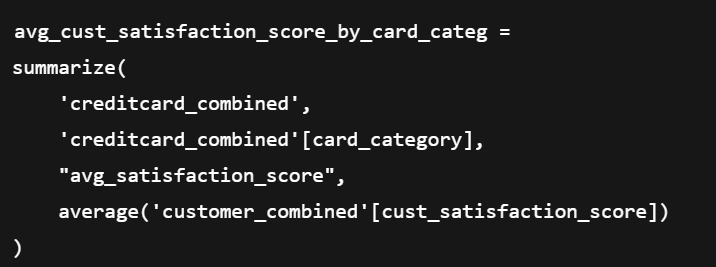 avg_cust_satisfaction_score_by_card_categ =
summarize(
    'creditcard_combined',
    'creditcard_combined'[card_category],
    "avg_satisfaction_score",
    average('customer_combined'[cust_satisfaction_score])
)